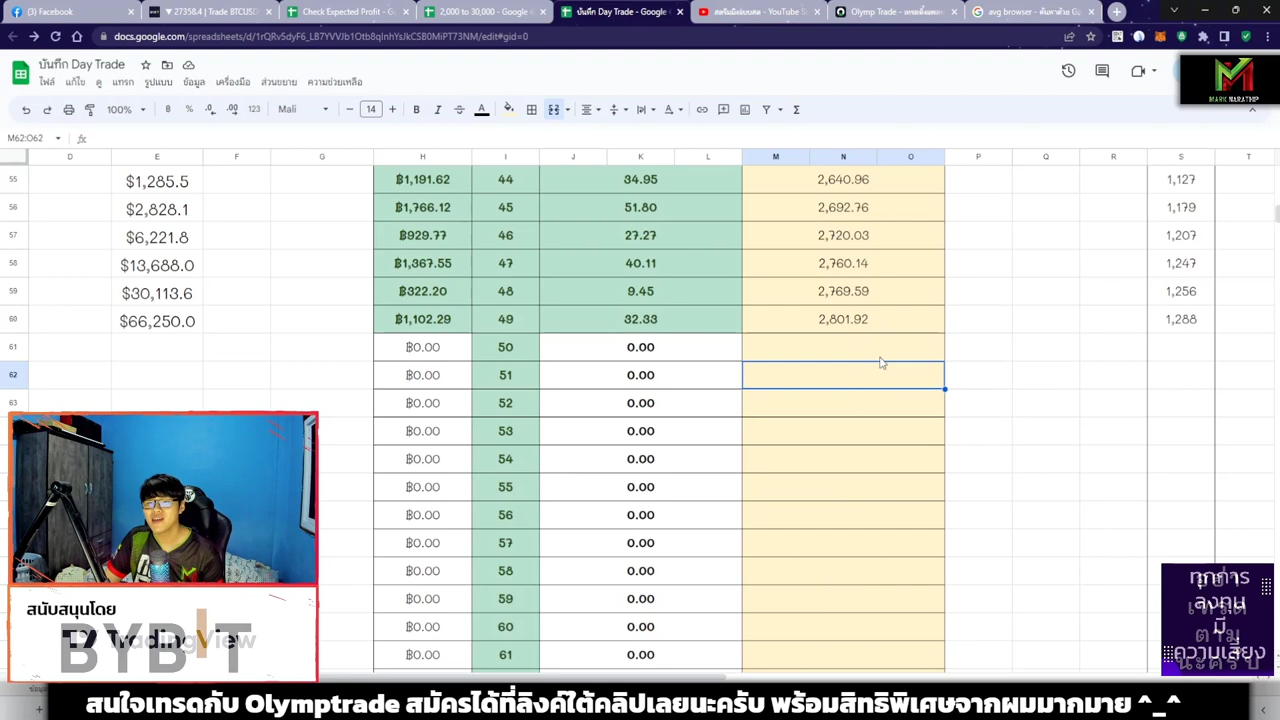 (3) Facebook
▼ 27358.4 | Trade BTCUSD
Check Expected Profit - G
2,000 to 30,000 - Google
บันทึก Day Trade - Google
Olymp Trade -
avg browser - ค้นหาด้วย G
docs.google.com/spreadsheets/d/1rQRv5dyF6_L87YVVJb1Otb8qInhYsJkCSB0MiPT73NM/edit#gid=0
บันทึก Day Trade
ไฟล์ แก้ไข ดู แทรก รูปแบบ ข้อมูล เครื่องมือ ส่วนขยาย ความช่วยเหลือ
MARK NARATHIP
100% ฿ % .0 .00 123 Mali 14 B
M62:O62 fx
D E F G H I J K L M N O P Q R S T
55 $1,285.5 ฿1,191.62 44 34.95 2,640.96 1,127
56 $2,828.1 ฿1,766.12 45 51.80 2,692.76 1,179
57 $6,221.8 ฿929.77 46 27.27 2,720.03 1,207
58 $13,688.0 ฿1,367.55 47 40.11 2,760.14 1,247
59 $30,113.6 ฿322.20 48 9.45 2,769.59 1,256
60 $66,250.0 ฿1,102.29 49 32.33 2,801.92 1,288
61 ฿0.00 50 0.00
62 ฿0.00 51 0.00
63 ฿0.00 52 0.00
฿0.00 53 0.00
฿0.00 54 0.00
฿0.00 55 0.00
฿0.00 56 0.00
฿0.00 57 0.00
฿0.00 58 0.00
฿0.00 59 0.00
฿0.00 60 0.00
฿0.00 61 0.00
สนับสนุนโดย
TradingView
BYBIT
ทุกการ
ลงทุน
มี
ความเสี่ยง
สนใจเทรดกับ Olymptrade สมัครได้ที่ลิงค์ใต้คลิปเลยนะครับ พร้อมสิทธิพิเศษจากผมมากมาย ^_^